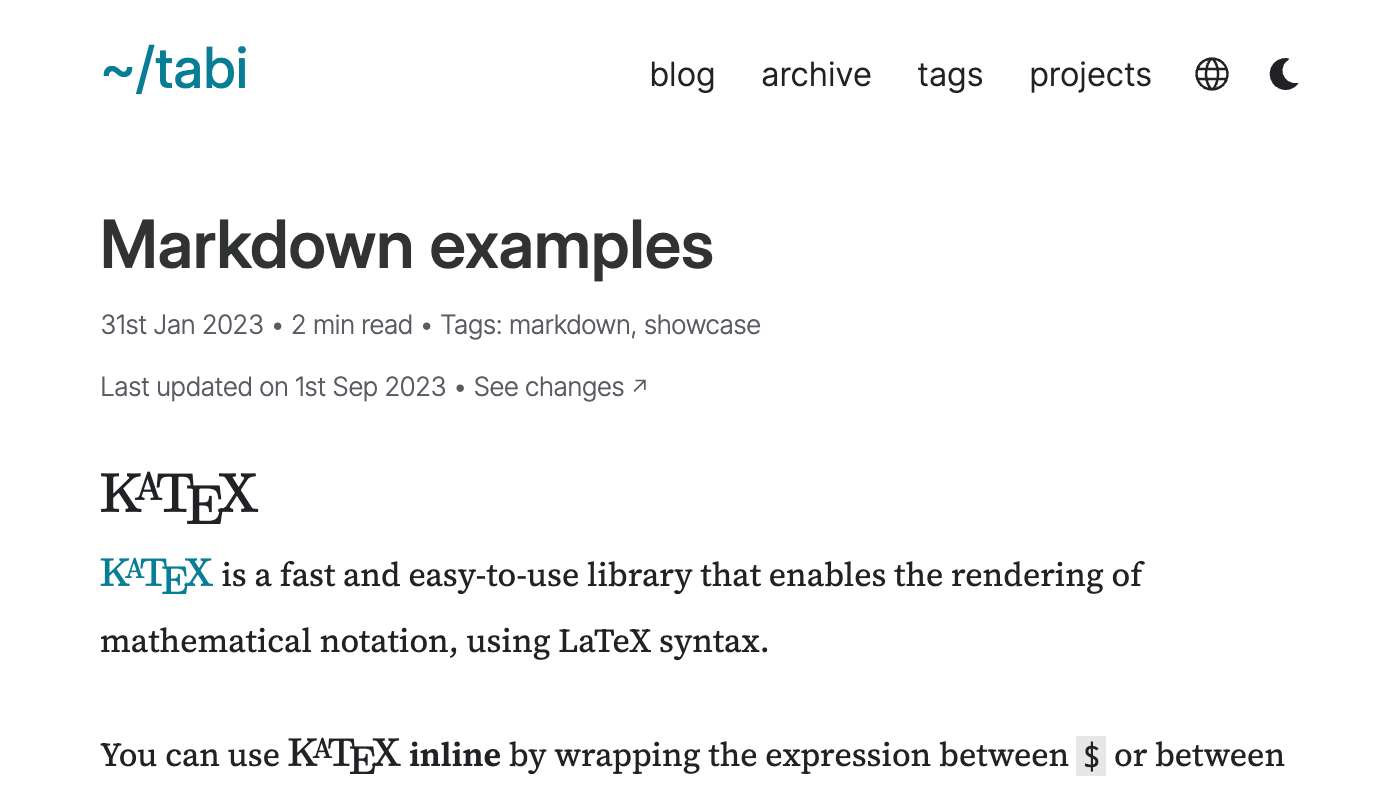 ~/tabi
blog archive tags projects
Markdown examples
31st Jan 2023 • 2 min read • Tags: markdown, showcase
Last updated on 1st Sep 2023 • See changes ↗
KATEX
KATEX is a fast and easy-to-use library that enables the rendering of
mathematical notation, using LaTeX syntax.
You can use KATEX inline by wrapping the expression between $ or between